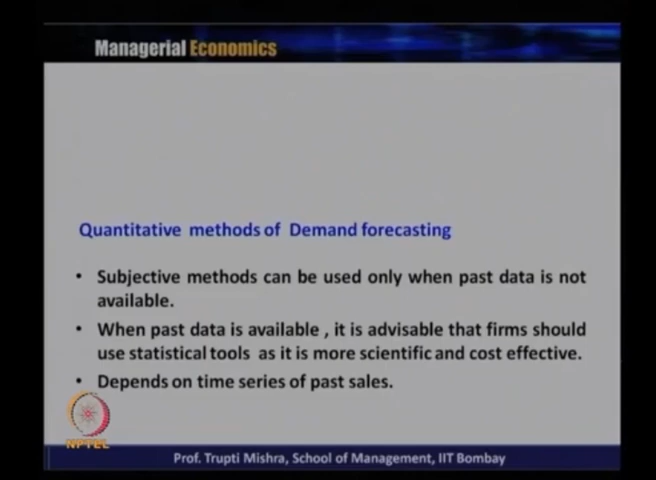 Managerial Economics
Quantitative methods of Demand forecasting
• Subjective methods can be used only when past data is not
available.
• When past data is available , it is advisable that firms should
use statistical tools as it is more scientific and cost effective.
• Depends on time series of past sales.
NPTEL
Prof. Trupti Mishra, School of Management, IIT Bombay